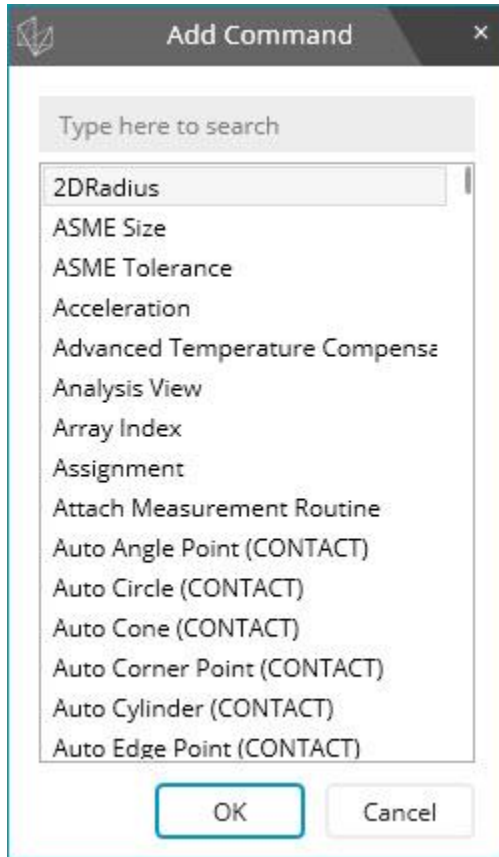 Add Command
×
Type here to search
2DRadius
ASME Size
ASME Tolerance
Acceleration
Advanced Temperature Compensa
Analysis View
Array Index
Assignment
Attach Measurement Routine
Auto Angle Point (CONTACT)
Auto Circle (CONTACT)
Auto Cone (CONTACT)
Auto Corner Point (CONTACT)
Auto Cylinder (CONTACT)
Auto Edge Point (CONTACT)
OK Cancel